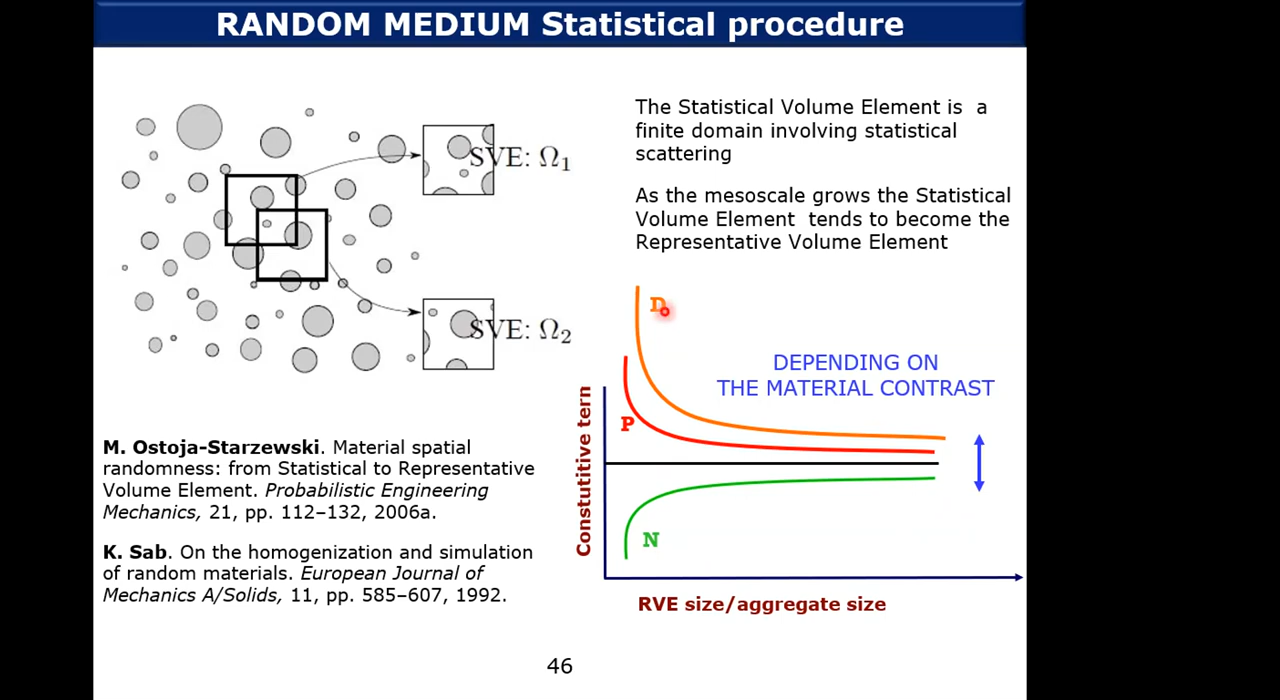 RANDOM MEDIUM Statistical procedure
SVE: Ω1
SVE: Ω2
The Statistical Volume Element is a
finite domain involving statistical
scattering
As the mesoscale grows the Statistical
Volume Element tends to become the
Representative Volume Element
M. Ostoja-Starzewski. Material spatial
randomness: from Statistical to Representative
Volume Element. Probabilistic Engineering
Mechanics, 21, pp. 112–132, 2006a.
K. Sab. On the homogenization and simulation
of random materials. European Journal of
Mechanics A/Solids, 11, pp. 585–607, 1992.
D
DEPENDING ON
THE MATERIAL CONTRAST
P
N
Constutitive tern
RVE size/aggregate size
46